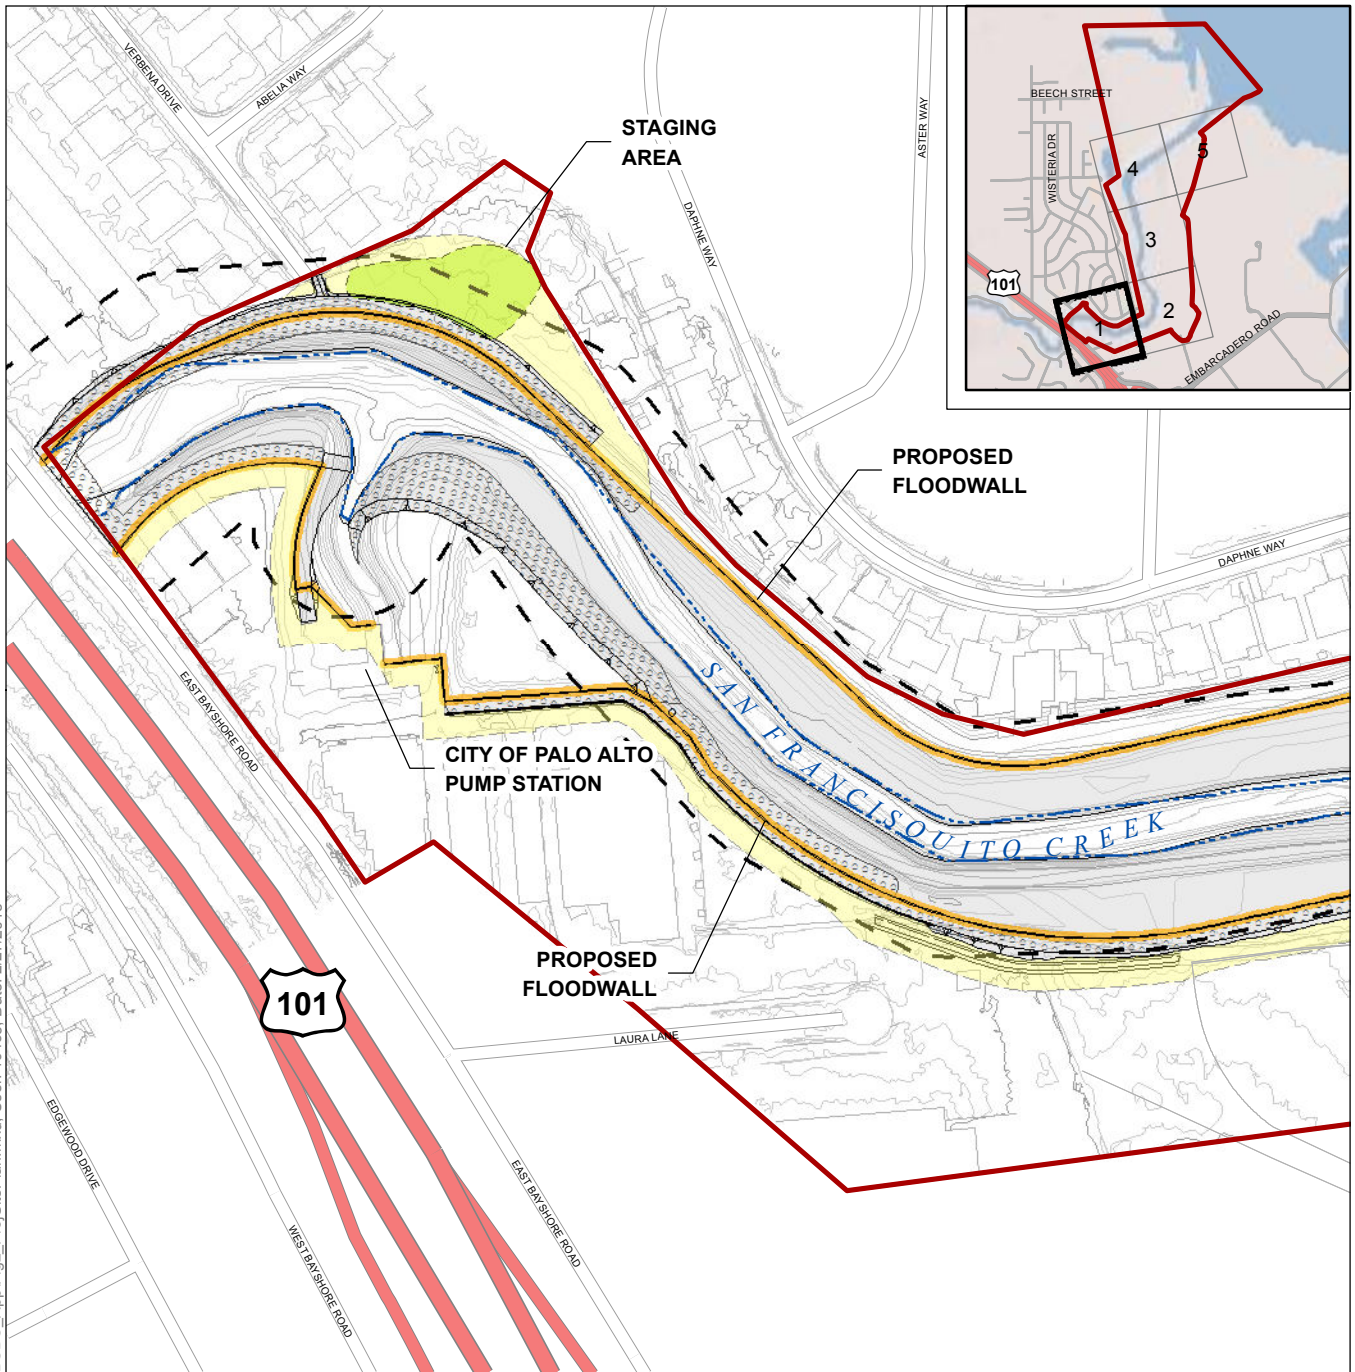 VERBENA DRIVE
ABELIA WAY
STAGING
AREA
DAPHNE WAY
ASTER WAY
BEECH STREET
WISTERIA DR
4
5
3
2
1
101
EMBARCADERO ROAD
PROPOSED
FLOODWALL
DAPHNE WAY
SAN FRANCISQUITO CREEK
EAST BAYSHORE ROAD
CITY OF PALO ALTO
PUMP STATION
PROPOSED
FLOODWALL
101
LAURA LANE
EDGEWOOD DRIVE
WEST BAYSHORE ROAD
EAST BAYSHORE ROAD